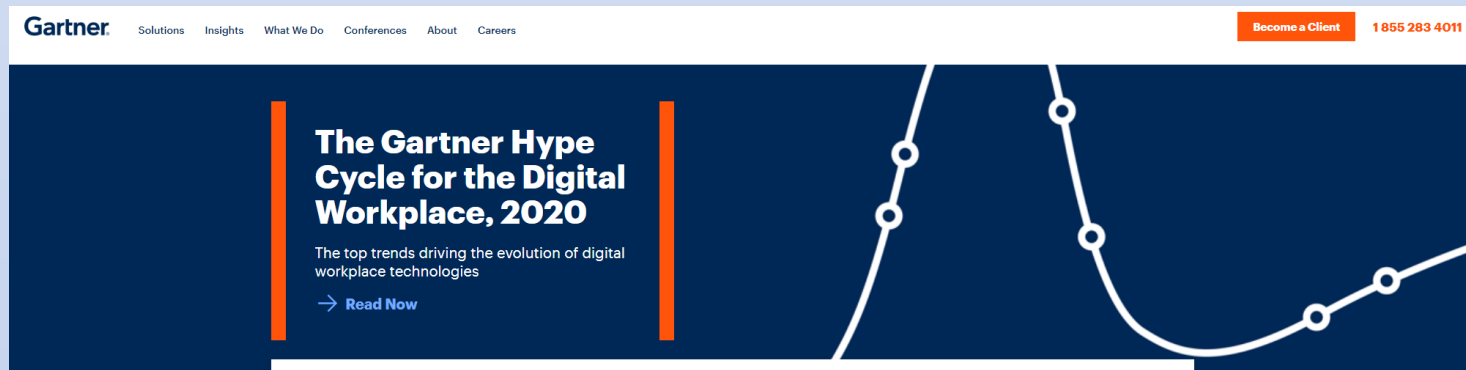 Gartner.
Solutions Insights What We Do Conferences About Careers
Become a Client 1 855 283 4011
The Gartner Hype
Cycle for the Digital
Workplace, 2020
The top trends driving the evolution of digital
workplace technologies
→ Read Now